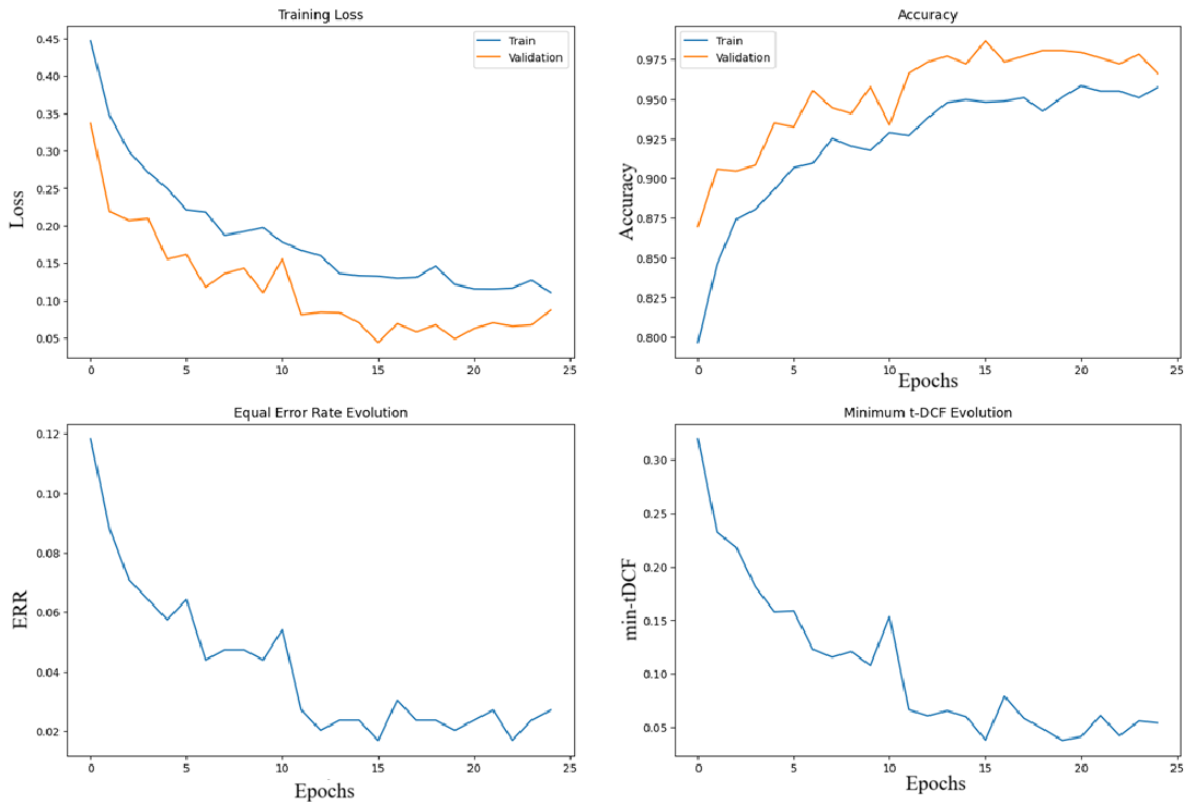 Training Loss
Train
Validation
0.45
0.40
0.35
0.30
0.25
0.20
0.15
0.10
0.05
Loss
0 5 10 15 20 25
Accuracy
Train
Validation
0.975
0.950
0.925
0.900
0.875
0.850
0.825
0.800
Accuracy
0 5 10 15 20 25
Epochs
Equal Error Rate Evolution
0.12
0.10
0.08
0.06
0.04
0.02
ERR
0 5 10 15 20 25
Epochs
Minimum t-DCF Evolution
0.30
0.25
0.20
0.15
0.10
0.05
min-tDCF
0 5 10 15 20 25
Epochs